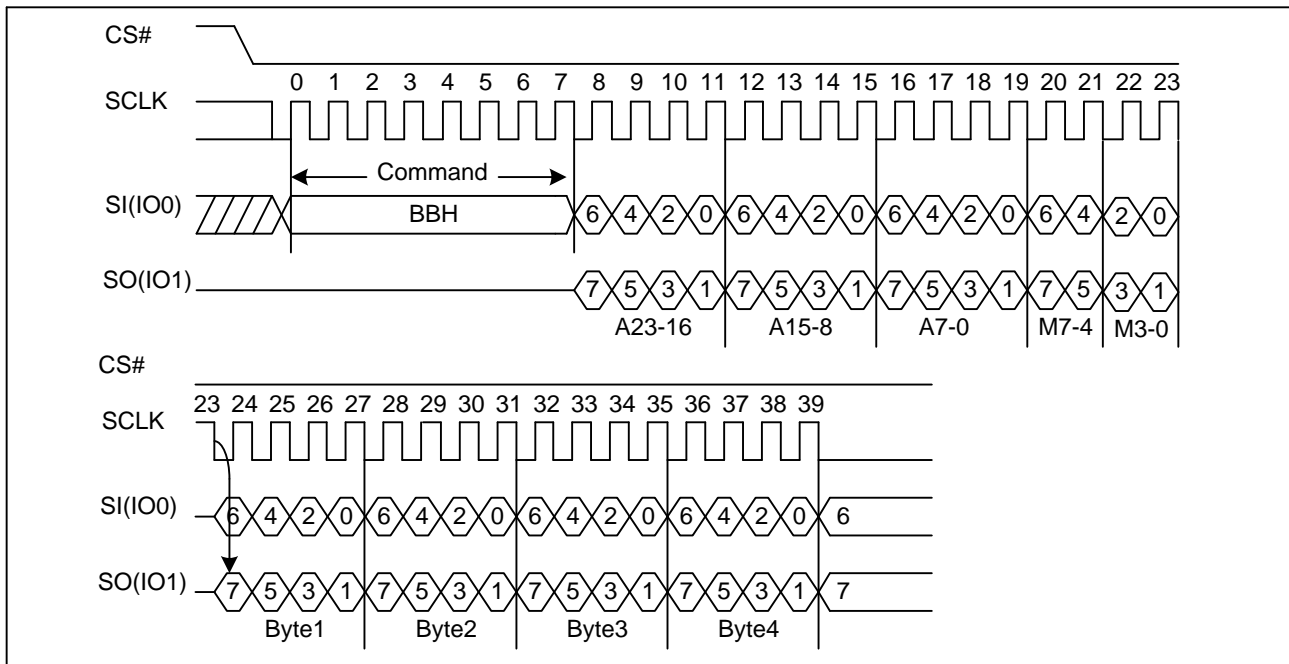 CS#
0 1 2 3 4 5 6 7 8 9 10 11 12 13 14 15 16 17 18 19 20 21 22 23
SCLK
Command
SI(IO0) BBH 6 4 2 0 6 4 2 0 6 4 2 0 6 4 2 0
SO(IO1) 7 5 3 1 7 5 3 1 7 5 3 1 7 5 3 1
A23-16 A15-8 A7-0 M7-4 M3-0
CS#
23 24 25 26 27 28 29 30 31 32 33 34 35 36 37 38 39
SCLK
SI(IO0) 6 4 2 0 6 4 2 0 6 4 2 0 6 4 2 0 6
SO(IO1) 7 5 3 1 7 5 3 1 7 5 3 1 7 5 3 1 7
Byte1 Byte2 Byte3 Byte4